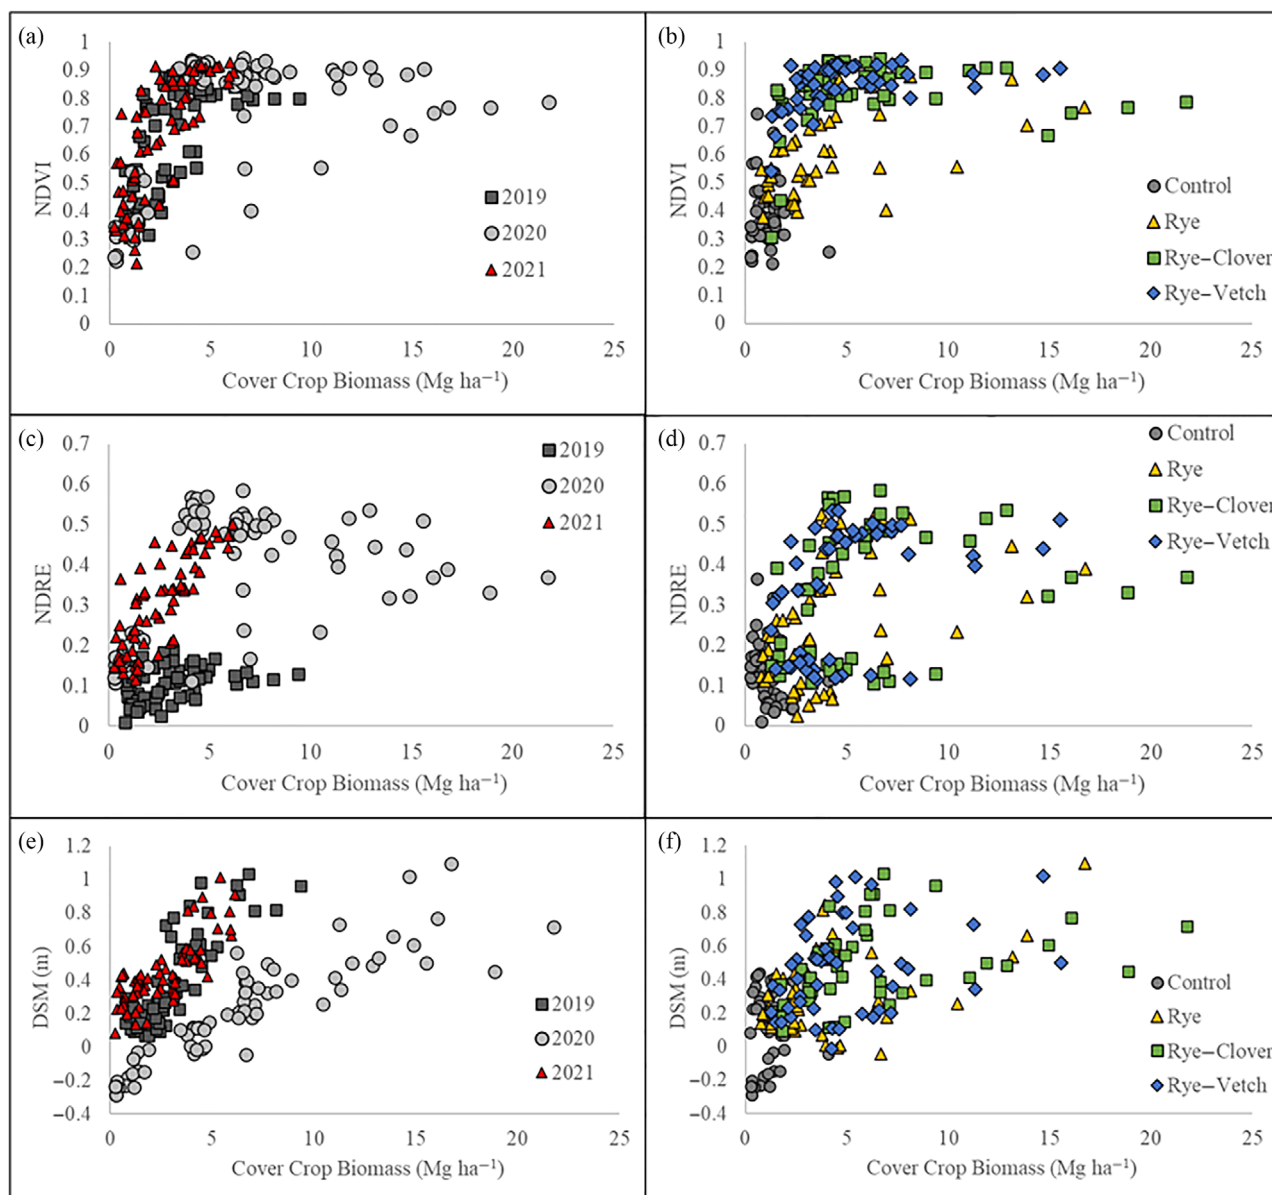 (a)
1
0.9
0.8
0.7
0.6
0.5
0.4
0.3
0.2
0.1
0
NDVI
2019
2020
2021
0 5 10 15 20 25
Cover Crop Biomass (Mg ha−1)
(b)
1
0.9
0.8
0.7
0.6
0.5
0.4
0.3
0.2
0.1
0
NDVI
Control
Rye
Rye−Clover
Rye−Vetch
0 5 10 15 20 25
Cover Crop Biomass (Mg ha−1)
(c)
0.7
0.6
0.5
0.4
0.3
0.2
0.1
0
NDRE
2019
2020
2021
0 5 10 15 20 25
Cover Crop Biomass (Mg ha−1)
(d)
0.7
0.6
0.5
0.4
0.3
0.2
0.1
0
NDRE
Control
Rye
Rye−Clover
Rye−Vetch
0 5 10 15 20 25
Cover Crop Biomass (Mg ha−1)
(e)
1.2
1
0.8
0.6
0.4
0.2
0
−0.2
−0.4
DSM (m)
2019
2020
2021
0 5 10 15 20 25
Cover Crop Biomass (Mg ha−1)
(f)
1.2
1
0.8
0.6
0.4
0.2
0
−0.2
−0.4
DSM (m)
Control
Rye
Rye−Clover
Rye−Vetch
0 5 10 15 20 25
Cover Crop Biomass (Mg ha−1)